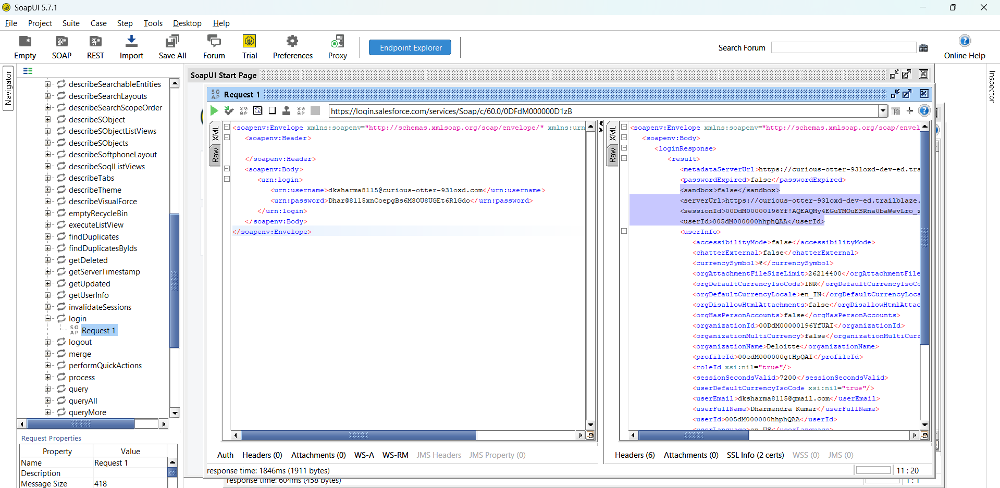 SoapUI 5.7.1
File Project Suite Case Step Tools Desktop Help
Empty SOAP REST Import Save All Forum Trial Preferences Proxy Endpoint Explorer Search Forum Online Help
Navigator
describeSearchableEntities
describeSearchLayouts
describeSearchScopeOrder
describeSObject
describeSObjectListViews
describeSObjects
describeSoftphoneLayout
describeSoqlListViews
describeTabs
describeTheme
describeVisualForce
emptyRecycleBin
executeListView
findDuplicates
findDuplicatesByIds
getDeleted
getServerTimestamp
getUpdated
getUserInfo
invalidateSessions
login
SO AP Request 1
logout
merge
performQuickActions
process
query
queryAll
queryMore
Request Properties
Property Value
Name Request 1
Description
Message Size 418
SoapUI Start Page
SO AP Request 1
https://login.salesforce.com/services/Soap/c/60.0/0DFdM000000D1zB
XML
Raw
<soapenv:Envelope xmlns:soapenv="http://schemas.xmlsoap.org/soap/envelope/" xmlns:urn
<soapenv:Header>
</soapenv:Header>
<soapenv:Body>
<urn:login>
<urn:username>dksharma8115@curious-otter-93loxd.com</urn:username>
<urn:password>Dhar@8115xnCoepgBs6M8OU8UGEt6RlGdo</urn:password>
</urn:login>
</soapenv:Body>
</soapenv:Envelope>
Auth Headers (0) Attachments (0) WS-A WS-RM JMS Headers JMS Property (0)
response time: 1846ms (1911 bytes)
response time: 604ms (458 bytes)
XML
Raw
<soapenv:Envelope xmlns:soapenv="http://schemas.xmlsoap.org/soap/envel
<soapenv:Body>
<loginResponse>
<result>
<metadataServerUrl>https://curious-otter-93loxd-dev-ed.tra
<passwordExpired>false</passwordExpired>
<sandbox>false</sandbox>
<serverUrl>https://curious-otter-93loxd-dev-ed.trailblaze.
<sessionId>00DdM00000196Yf!AQEAQMy4EGuTMOuESRna0baWevLro_z
<userId>005dM000000hhphQAA</userId>
<userInfo>
<accessibilityMode>false</accessibilityMode>
<chatterExternal>false</chatterExternal>
<currencySymbol>₹</currencySymbol>
<orgAttachmentFileSizeLimit>26214400</orgAttachmentFile
<orgDefaultCurrencyIsoCode>INR</orgDefaultCurrencyIsoCo
<orgDefaultCurrencyLocale>en_IN</orgDefaultCurrencyLoca
<orgDisallowHtmlAttachments>false</orgDisallowHtmlAttac
<orgHasPersonAccounts>false</orgHasPersonAccounts>
<organizationId>00DdM00000196YfUAI</organizationId>
<organizationMultiCurrency>false</organizationMultiCurr
<organizationName>Deloitte</organizationName>
<profileId>00edM000000gtHpQAI</profileId>
<roleId xsi:nil="true"/>
<sessionSecondsValid>7200</sessionSecondsValid>
<userDefaultCurrencyIsoCode xsi:nil="true"/>
<userEmail>dksharma8115@gmail.com</userEmail>
<userFullName>Dharmendra Kumar</userFullName>
<userId>005dM000000hhphQAA</userId>
<userLanguage>en_US</userLanguage>
Headers (6) Attachments (0) SSL Info (2 certs) WSS (0) JMS (0)
11 : 20
1 : 1
Inspector